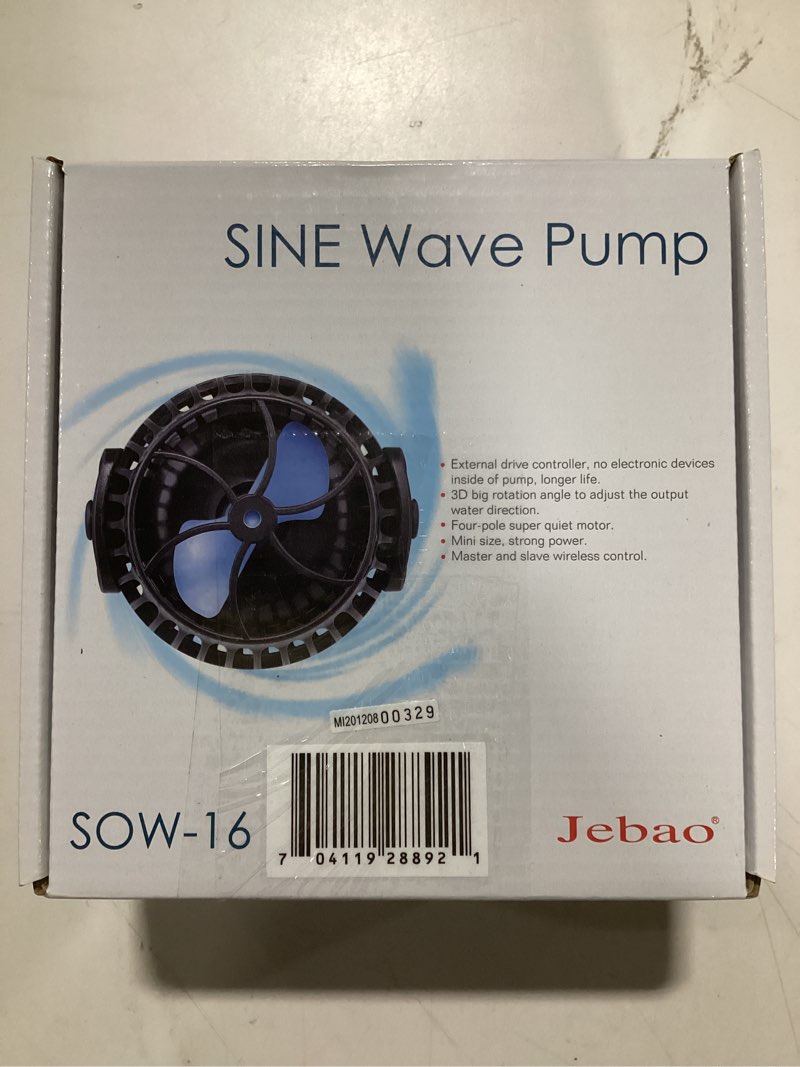 SINE Wave Pump
• External drive controller, no electronic devices
inside of pump, longer life.
• 3D big rotation angle to adjust the output
water direction.
• Four-pole super quiet motor.
• Mini size, strong power.
• Master and slave wireless control.
MI20120800329
SOW-16
7 04119 28892 1
Jebao®